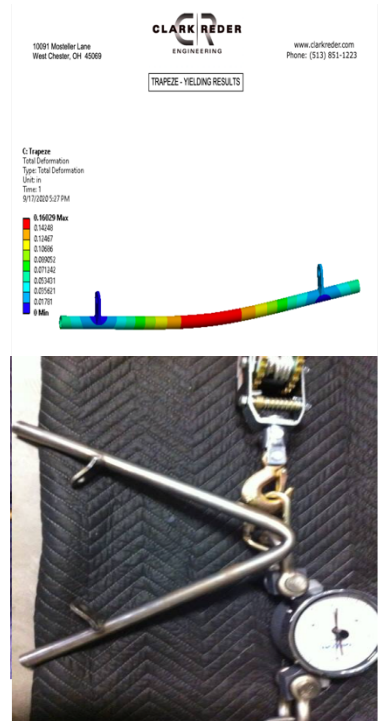 CLARK REDER
ENGINEERING
10091 Mosteller Lane
West Chester, OH 45069
www.clarkreder.com
Phone: (513) 851-1223
TRAPEZE - YIELDING RESULTS
C: Trapeze
Total Deformation
Type: Total Deformation
Unit: in
Time: 1
9/17/2020 5:27 PM
0.16029 Max
0.14248
0.12467
0.10686
0.089052
0.071242
0.053431
0.035621
0.01781
0 Min